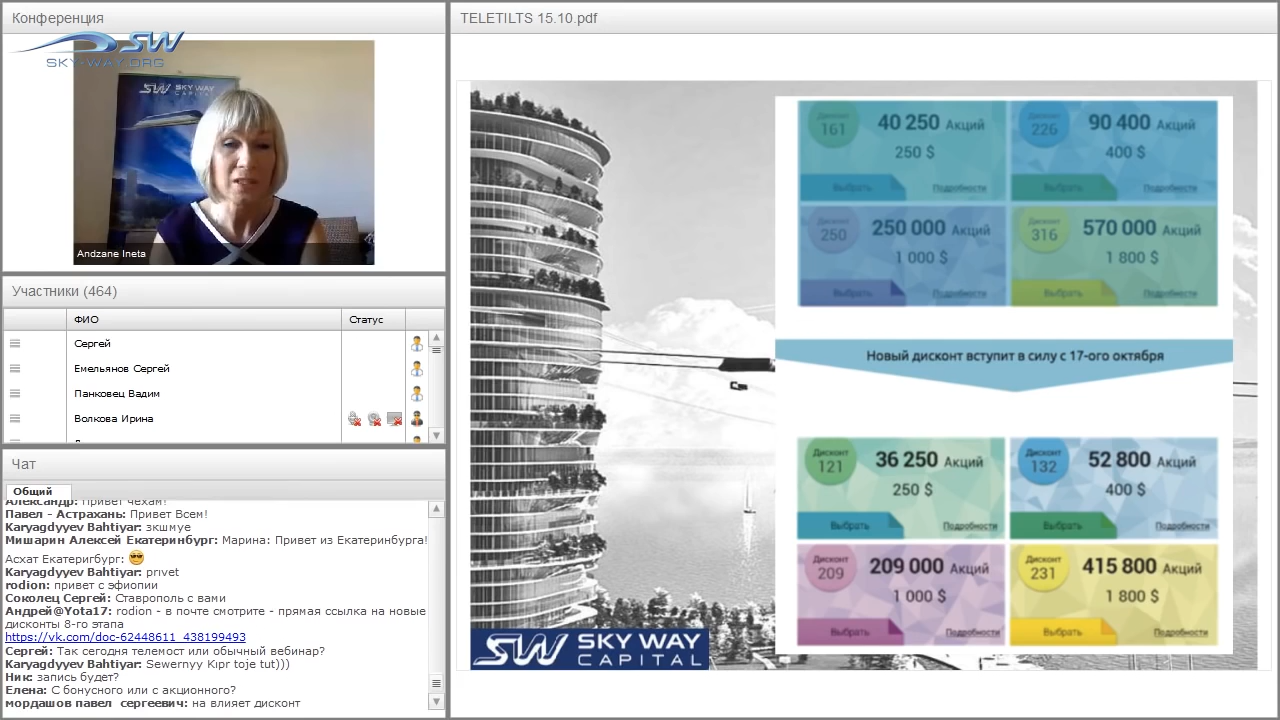 Конференция
SW
SKY-WAY.ORG
SW SKY WAY
CAPITAL
Andzane Ineta
Участники (464)
ФИО Статус
Сергей
Емельянов Сергей
Панковец Вадим
Волкова Ирина
Чат
Общий
Александр: Привет чехам!
Павел - Астрахань: Привет Всем!
Karyagdyyev Bahtiyar: зкшмуе
Мишарин Алексей Екатеринбург: Марина: Привет из Екатеринбурга!
Асхат Екатеригбург:
Karyagdyyev Bahtiyar: privet
rodion: привет с эфиопии
Соколец Сергей: Ставрополь с вами
Андрей@Yota17: rodion - в почте смотрите - прямая ссылка на новые
дисконты 8-го этапа
https://vk.com/doc-62448611_438199493
Сергей: Так сегодня телемост или обычный вебинар?
Karyagdyyev Bahtiyar: Sewernyy Kipr toje tut)))
Ник: запись будет?
Елена: С бонусного или с акционного?
мордашов павел сергеевич: на влияет дисконт
TELETILTS 15.10.pdf
Дисконт
161
40 250 Акций
250 $
Выбрать Подробности
Дисконт
226
90 400 Акций
400 $
Выбрать Подробности
Дисконт
250
250 000 Акций
1 000 $
Выбрать Подробности
Дисконт
316
570 000 Акций
1 800 $
Выбрать Подробности
Новый дисконт вступит в силу с 17-ого октября
Дисконт
121
36 250 Акций
250 $
Выбрать Подробности
Дисконт
132
52 800 Акций
400 $
Выбрать Подробности
Дисконт
209
209 000 Акций
1 000 $
Выбрать Подробности
Дисконт
231
415 800 Акций
1 800 $
Выбрать Подробности
SW SKY WAY
CAPITAL